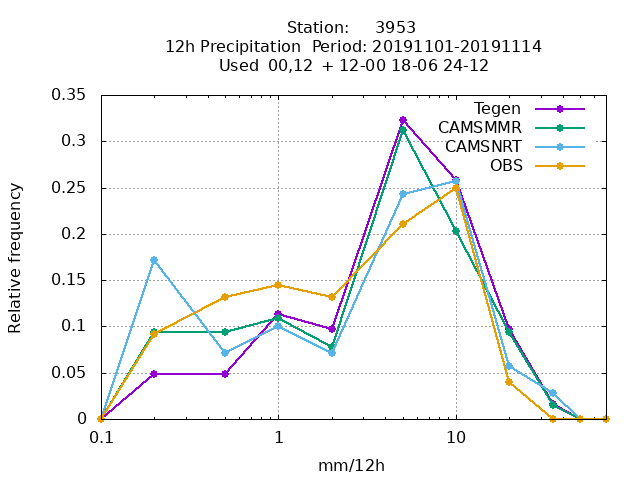 Station:     3953
12h Precipitation  Period: 20191101-20191114
Used  00,12  + 12-00 18-06 24-12
Tegen
CAMSMMR
CAMSNRT
OBS
0.35
0.3
0.25
0.2
0.15
0.1
0.05
0
Relative frequency
0.1
1
10
mm/12h